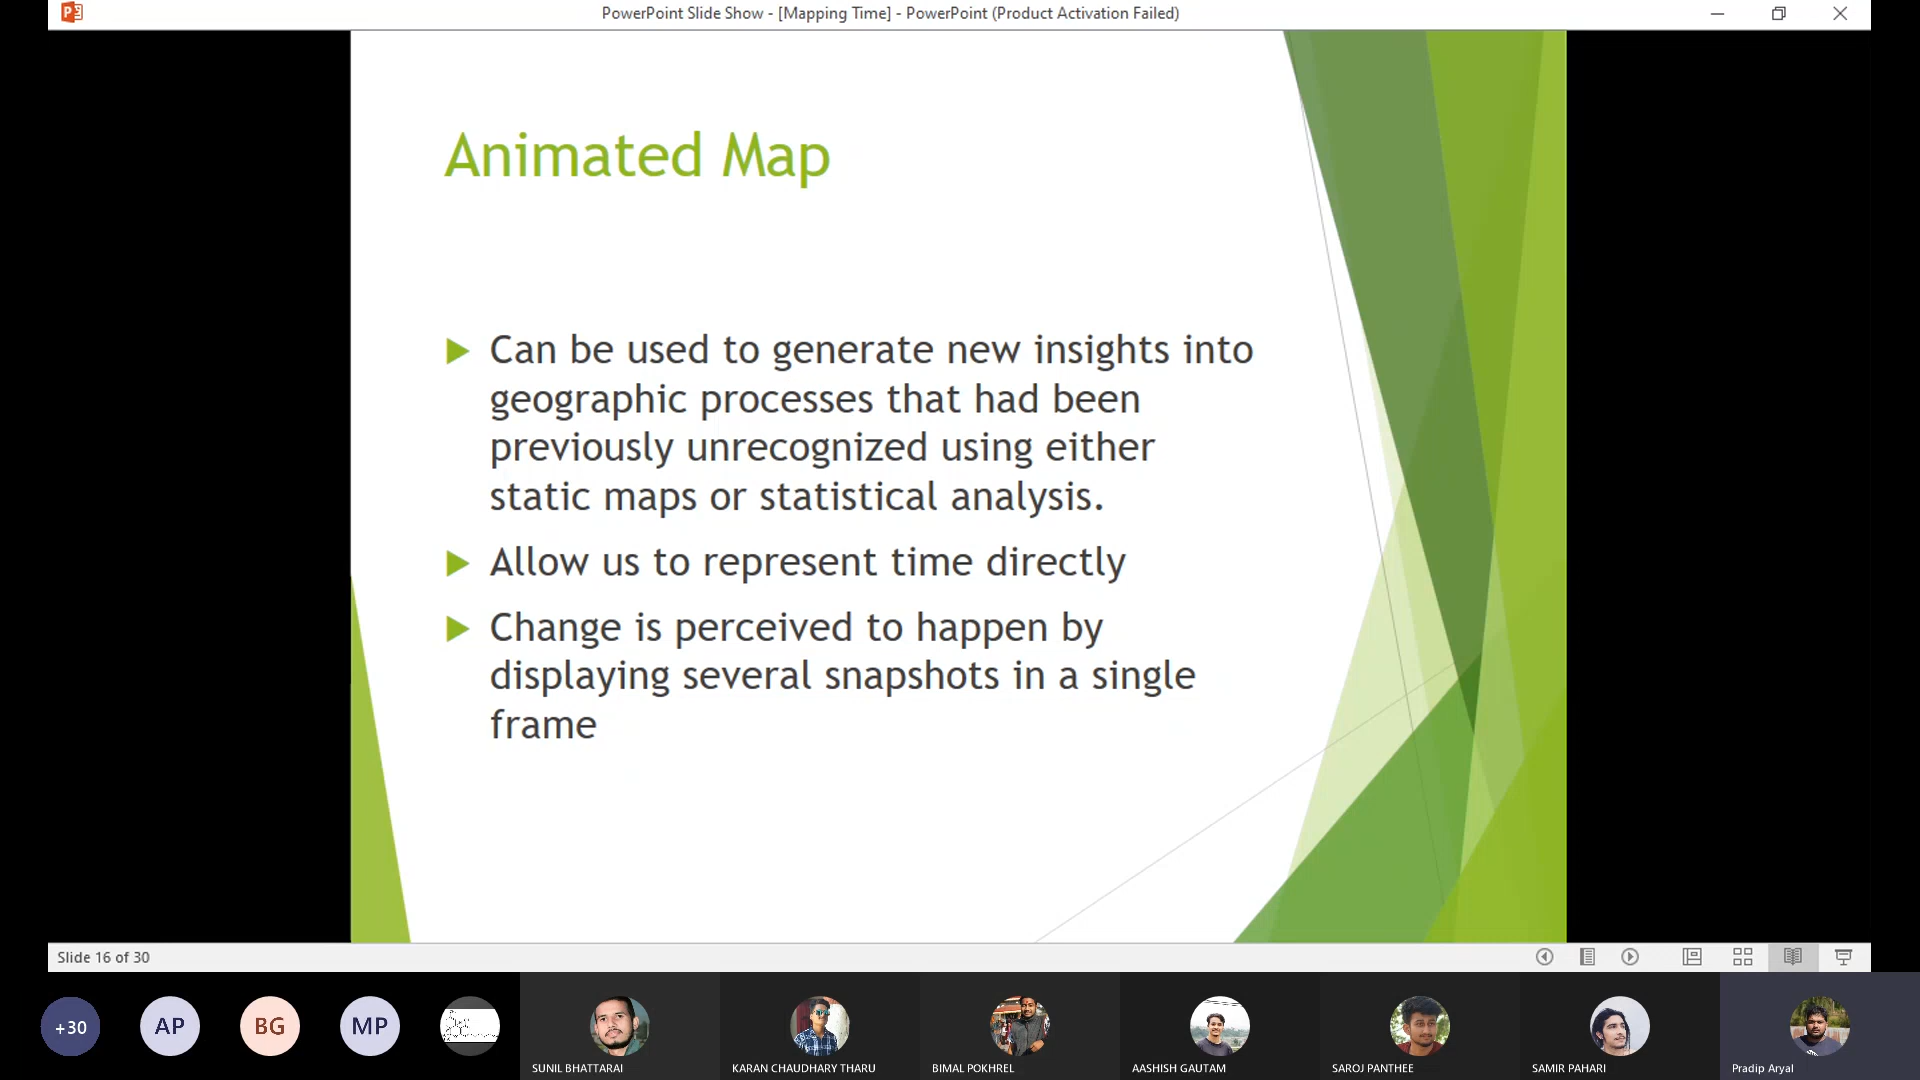 PowerPoint Slide Show - [Mapping Time] - PowerPoint (Product Activation Failed)
Animated Map
Can be used to generate new insights into
geographic processes that had been
previously unrecognized using either
static maps or statistical analysis.
Allow us to represent time directly
Change is perceived to happen by
displaying several snapshots in a single
frame
Slide 16 of 30
+30
AP
BG
MP
SUNIL BHATTARAI
KARAN CHAUDHARY THARU
BIMAL POKHREL
AASHISH GAUTAM
SAROJ PANTHEE
SAMIR PAHARI
Pradip Aryal